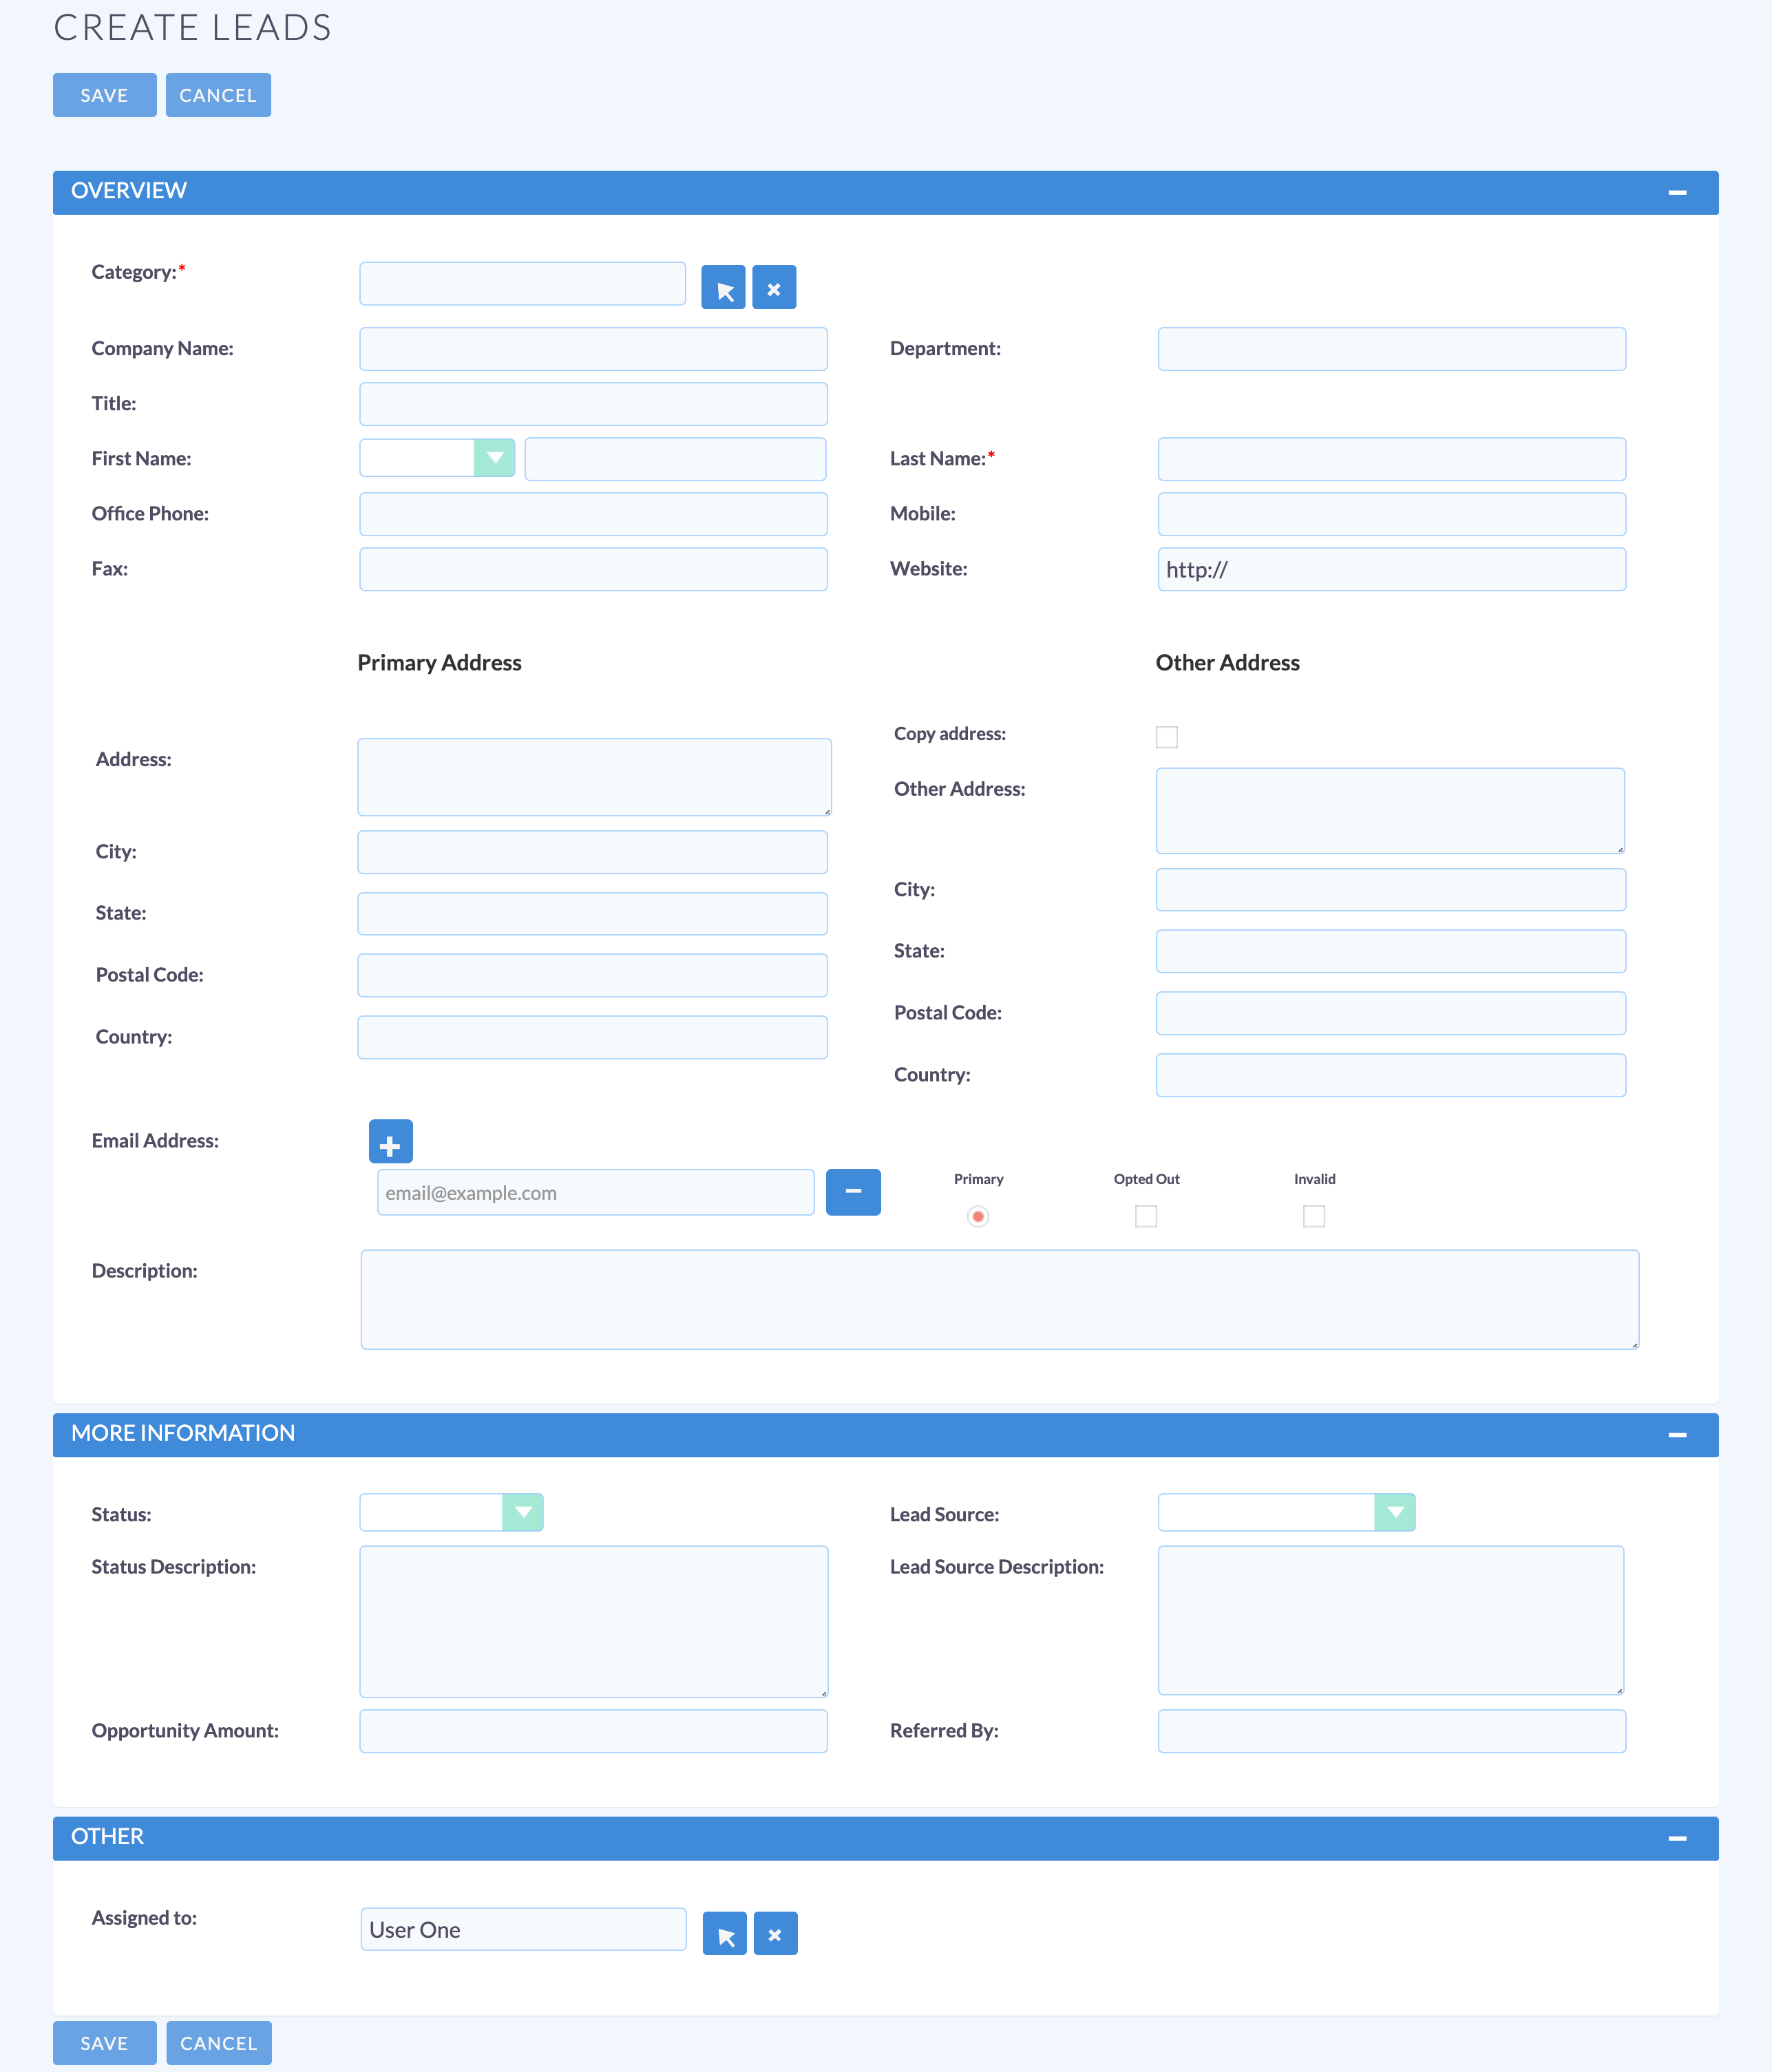 CREATE LEADS
SAVE CANCEL
OVERVIEW
Category:*
Company Name: Department:
Title:
First Name: Last Name:*
Office Phone: Mobile:
Fax: Website: http://
Primary Address Other Address
Copy address:
Address:
Other Address:
City:
City:
State:
State:
Postal Code:
Postal Code:
Country:
Country:
Email Address:
email@example.com Primary Opted Out Invalid
Description:
MORE INFORMATION
Status: Lead Source:
Status Description: Lead Source Description:
Opportunity Amount: Referred By:
OTHER
Assigned to: User One
SAVE CANCEL